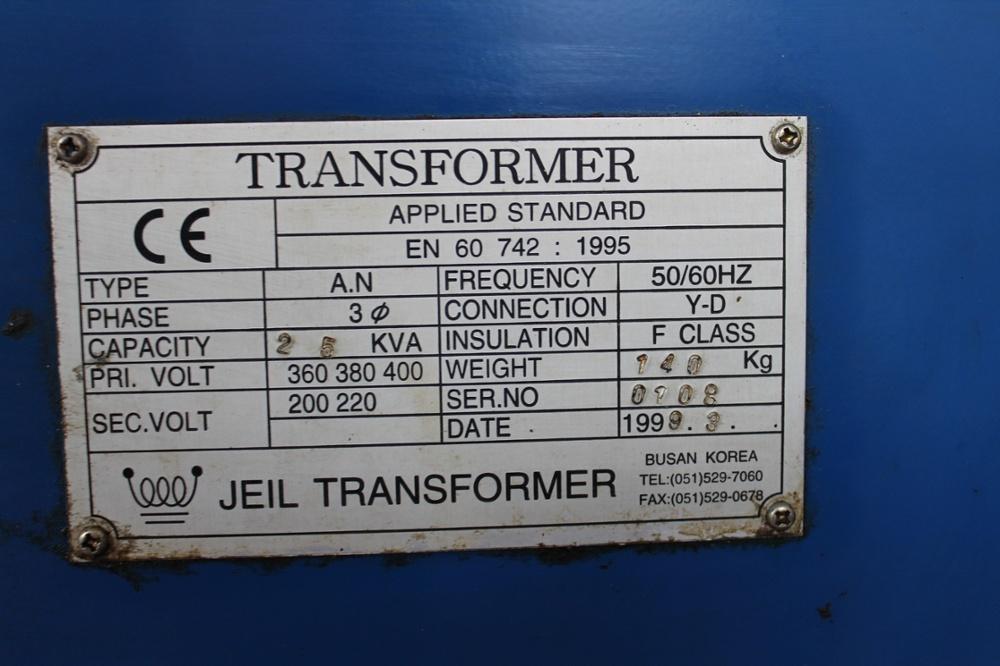 TRANSFORMER
CE
APPLIED STANDARD
EN 60 742 : 1995
TYPE A.N FREQUENCY 50/60HZ
PHASE 3 ø CONNECTION Y-D
CAPACITY 25 KVA INSULATION F CLASS
PRI. VOLT 360 380 400 WEIGHT 140 Kg
SEC.VOLT 200 220 SER.NO 0108
DATE 1999.3.
JEIL TRANSFORMER
BUSAN KOREA
TEL:(051)529-7060
FAX:(051)529-0678